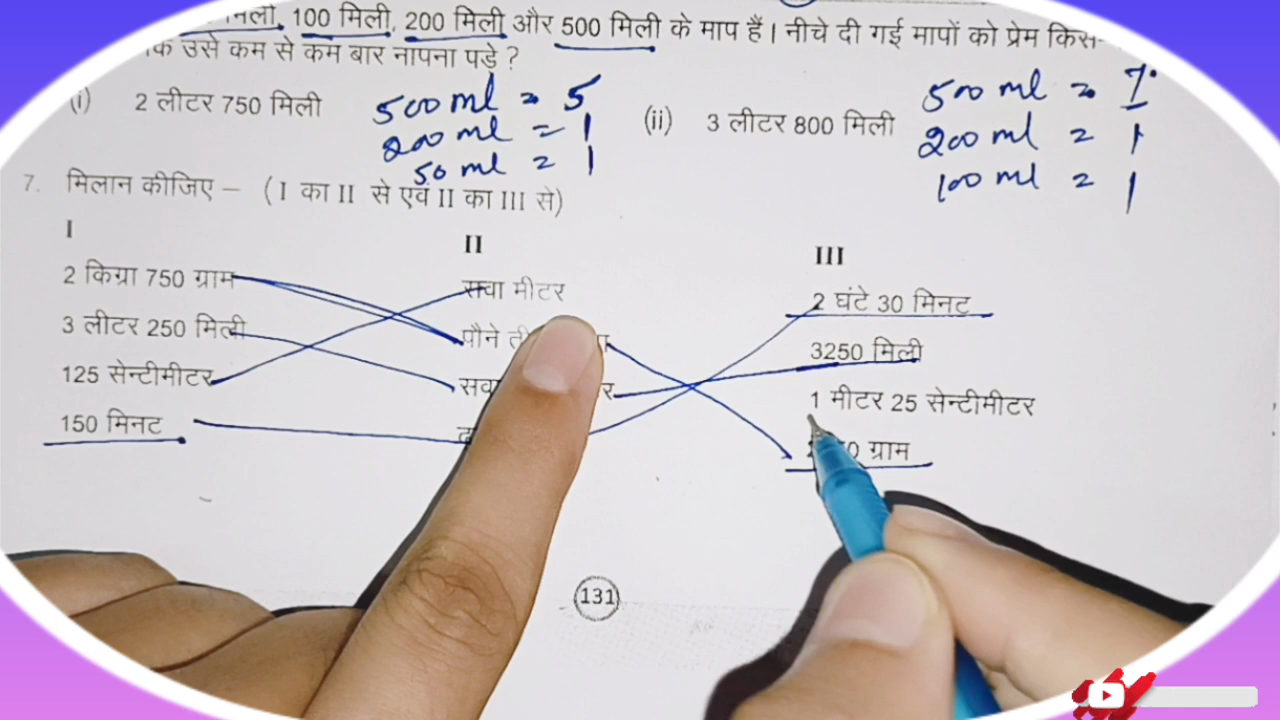 मिली, 100 मिली, 200 मिली और 500 मिली के माप हैं। नीचे दी गई मापों को प्रेम
कि उसे कम से कम बार नापना पड़े ?
(i) 2 लीटर 750 मिली
500 ml = 5
200 ml = 1
50 ml = 1
(ii) 3 लीटर 800 मिली
500 ml = 7
200 ml = 1
100 ml = 1
7. मिलान कीजिए – ( I का II से एवं II का III से)
I II III
2 किग्रा 750 ग्राम सवा मीटर 2 घंटे 30 मिनट
3 लीटर 250 मिली पौने 3250 मिली
125 सेन्टीमीटर 1 मीटर 25 सेन्टीमीटर
150 मिनट ग्राम
131